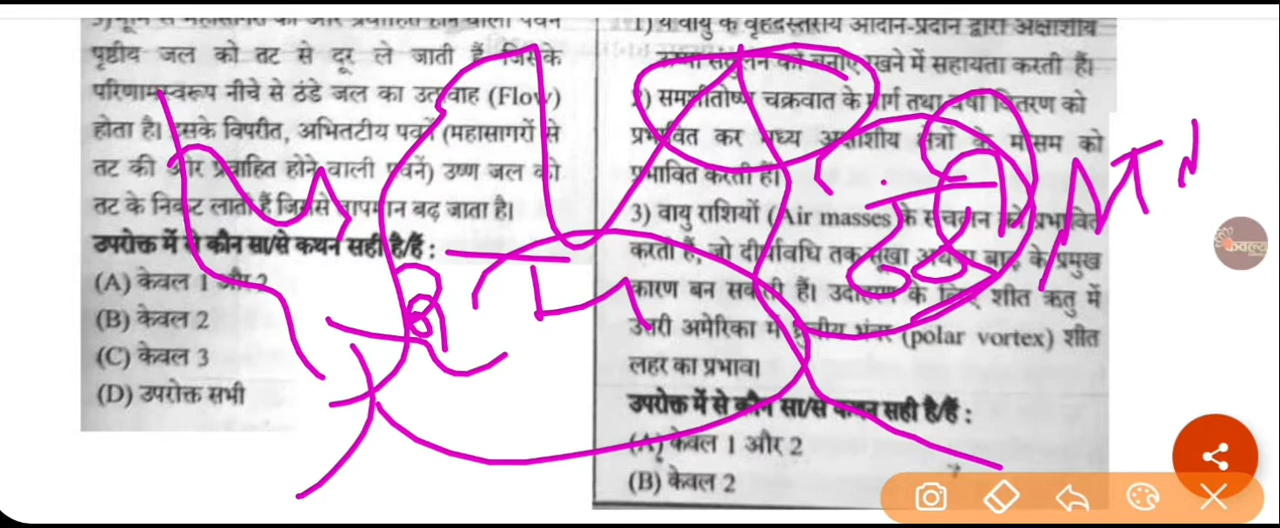 पृष्टीय जल को तट से दूर ले जाती हैं जिसके
परिणामस्वरूप नीचे से ठंडे जल का उत्प्रवाह (Flow)
होता है। इसके विपरीत, अभितटीय पवनें (महासागरों से
तट की ओर प्रवाहित होने वाली पवनें) उष्ण जल को
तट के निकट लाती हैं जिससे तापमान बढ़ जाता है।
उपरोक्त में से कौन सा/से कथन सही है/हैं :
(A) केवल 1 और 2
(B) केवल 2
(C) केवल 3
(D) उपरोक्त सभी
1) ये वायु के वृहदस्तरीय आदान-प्रदान द्वारा अक्षांशीय
ऊष्मा संतुलन को बनाए रखने में सहायता करती हैं।
2) समशीतोष्ण चक्रवात के मार्ग तथा वर्षा वितरण को
प्रभावित कर मध्य अक्षांशीय क्षेत्रों के मौसम को
प्रभावित करती हैं।
3) वायु राशियों (Air masses) के संचलन को प्रभावित
करती हैं, जो दीर्घावधि तक सूखा अथवा बाढ़ के प्रमुख
कारण बन सकती हैं। उदाहरण के लिए शीत ऋतु में
उत्तरी अमेरिका में ध्रुवीय भंवर (polar vortex) शीत
लहर का प्रभाव।
उपरोक्त में से कौन सा/से कथन सही है/हैं :
(A) केवल 1 और 2
(B) केवल 2